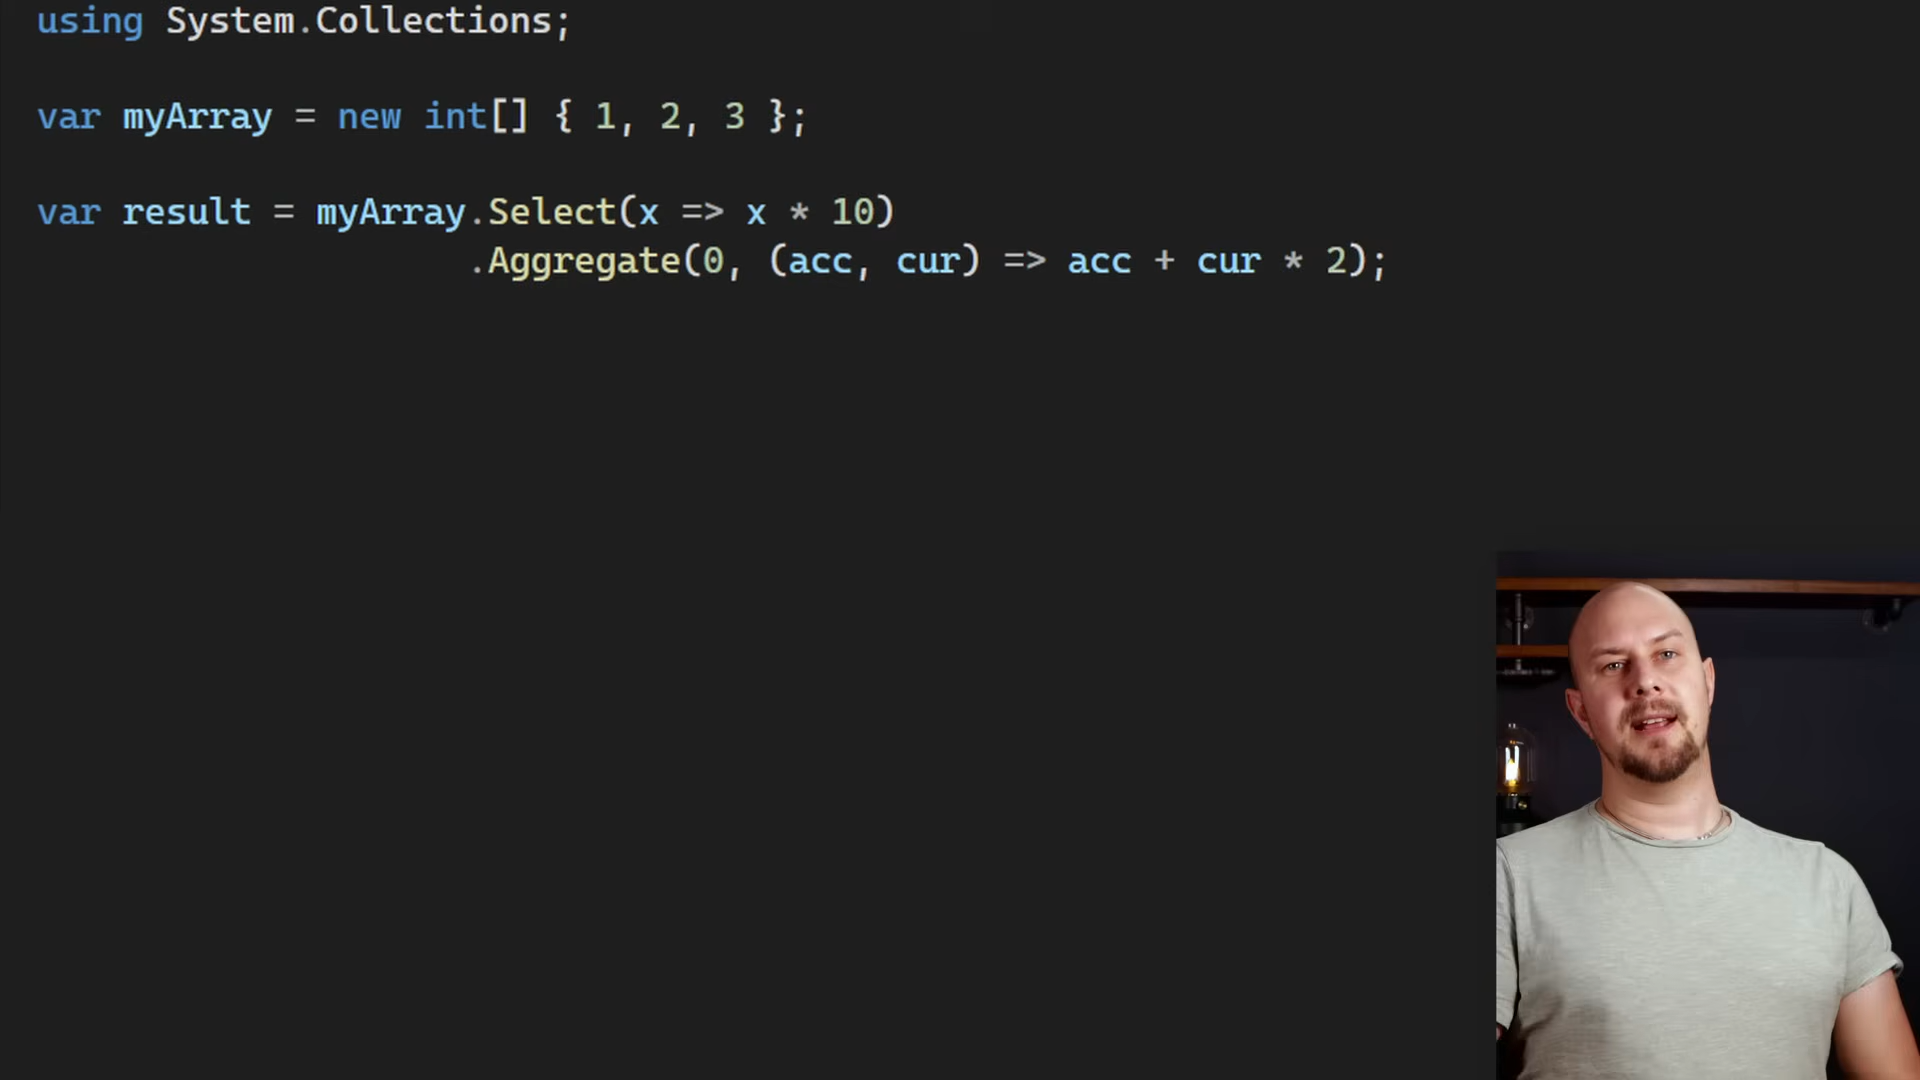 using System.Collections;
var myArray = new int[] { 1, 2, 3 };
var result = myArray.Select(x => x * 10)
.Aggregate(0, (acc, cur) => acc + cur * 2);